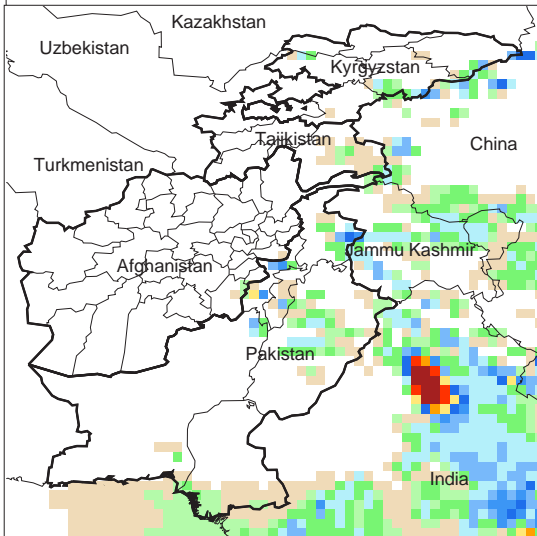 Kazakhstan
Uzbekistan
Kyrgyzstan
Tajikistan
China
Turkmenistan
Jammu Kashmir
Afghanistan
Pakistan
India